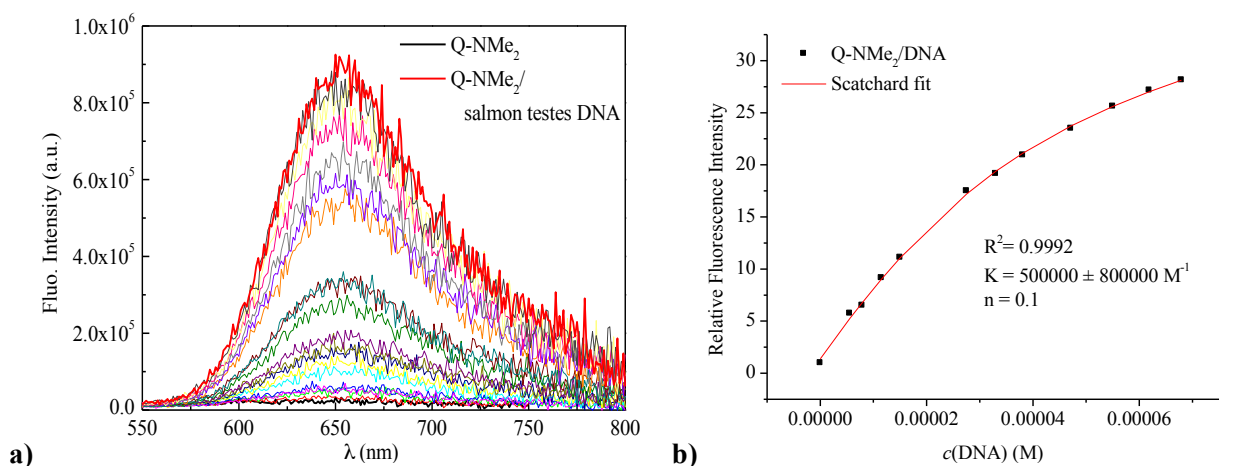 1.0x10⁶
8.0x10⁵
6.0x10⁵
4.0x10⁵
2.0x10⁵
0.0
Fluo. Intensity (a.u.)
550 600 650 700 750 800
λ (nm)
Q-NMe₂
Q-NMe₂/
salmon testes DNA
a)
30
25
20
15
10
5
0
Relative Fluorescence Intensity
Q-NMe₂/DNA
Scatchard fit
R²= 0.9992
K = 500000 ± 800000 M⁻¹
n = 0.1
0.00000 0.00002 0.00004 0.00006
c(DNA) (M)
b)